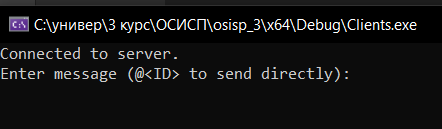 C:\универ\3 курс\ОСИСП\osisp_3\x64\Debug\Clients.exe
Connected to server.
Enter message (@<ID> to send directly):